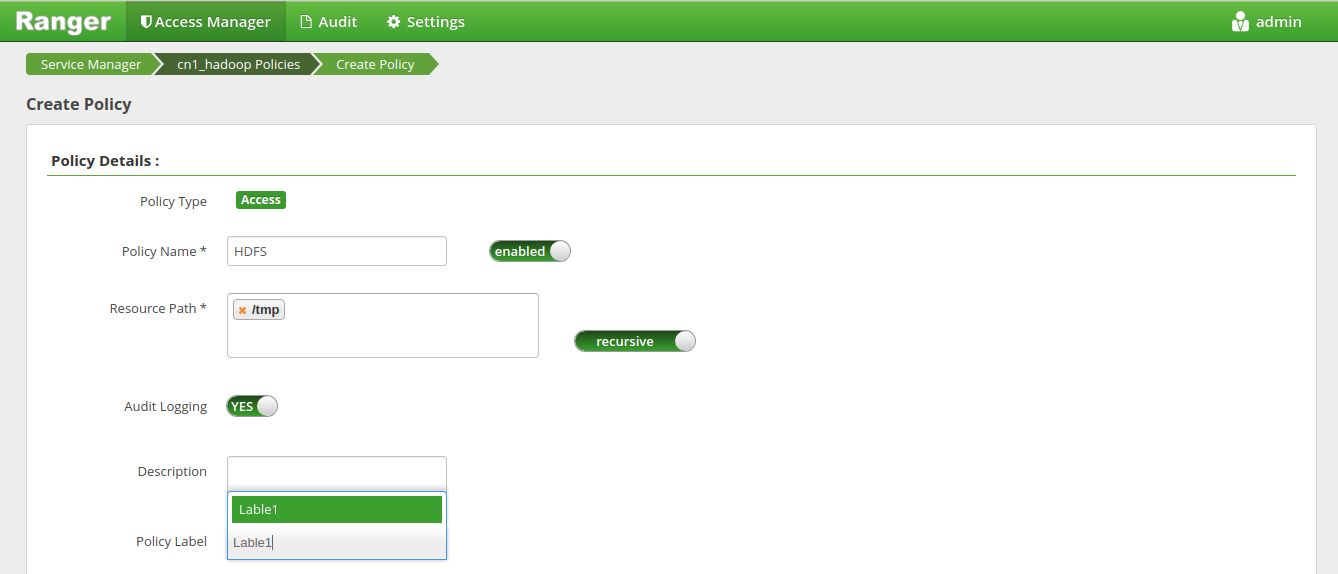 Ranger Access Manager Audit Settings admin
Service Manager cn1_hadoop Policies Create Policy
Create Policy
Policy Details :
Policy Type Access
Policy Name * HDFS enabled
Resource Path * /tmp
recursive
Audit Logging YES
Description
Lable1
Policy Label Lable1